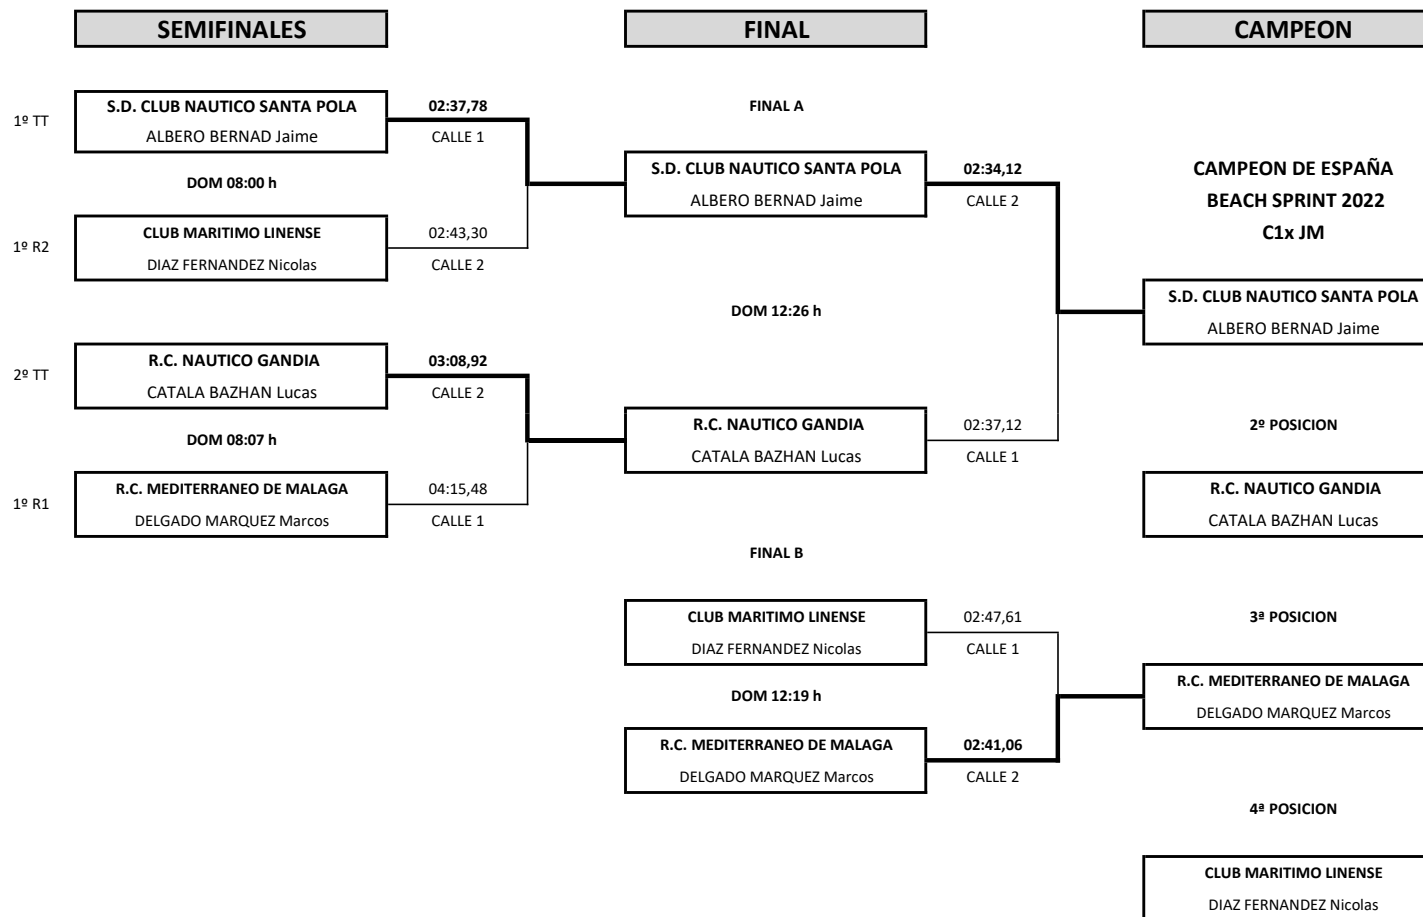 SEMIFINALES
FINAL
CAMPEON
1º TT
S.D. CLUB NAUTICO SANTA POLA
ALBERO BERNAD Jaime
02:37,78
CALLE 1
DOM 08:00 h
1º R2
CLUB MARITIMO LINENSE
DIAZ FERNANDEZ Nicolas
02:43,30
CALLE 2
2º TT
R.C. NAUTICO GANDIA
CATALA BAZHAN Lucas
03:08,92
CALLE 2
DOM 08:07 h
1º R1
R.C. MEDITERRANEO DE MALAGA
DELGADO MARQUEZ Marcos
04:15,48
CALLE 1
FINAL A
S.D. CLUB NAUTICO SANTA POLA
ALBERO BERNAD Jaime
02:34,12
CALLE 2
DOM 12:26 h
R.C. NAUTICO GANDIA
CATALA BAZHAN Lucas
02:37,12
CALLE 1
FINAL B
CLUB MARITIMO LINENSE
DIAZ FERNANDEZ Nicolas
02:47,61
CALLE 1
DOM 12:19 h
R.C. MEDITERRANEO DE MALAGA
DELGADO MARQUEZ Marcos
02:41,06
CALLE 2
CAMPEON DE ESPAÑA
BEACH SPRINT 2022
C1x JM
S.D. CLUB NAUTICO SANTA POLA
ALBERO BERNAD Jaime
2º POSICION
R.C. NAUTICO GANDIA
CATALA BAZHAN Lucas
3ª POSICION
R.C. MEDITERRANEO DE MALAGA
DELGADO MARQUEZ Marcos
4ª POSICION
CLUB MARITIMO LINENSE
DIAZ FERNANDEZ Nicolas